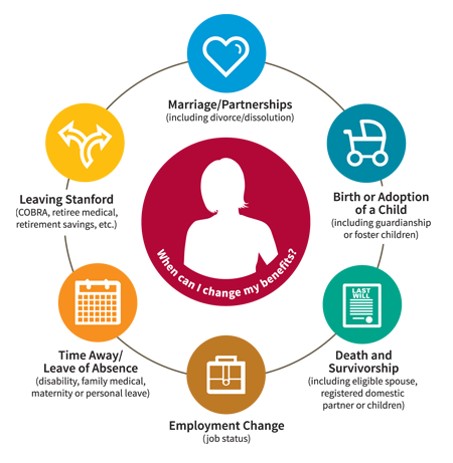 Marriage/Partnerships
(including divorce/dissolution)
Birth or Adoption
of a Child
(including guardianship
or foster children)
LAST
WILL
Death and
Survivorship
(including eligible spouse,
registered domestic
partner or children)
Employment Change
(job status)
Time Away/
Leave of Absence
(disability, family medical,
maternity or personal leave)
Leaving Stanford
(COBRA, retiree medical,
retirement savings, etc.)
When can I change my benefits?